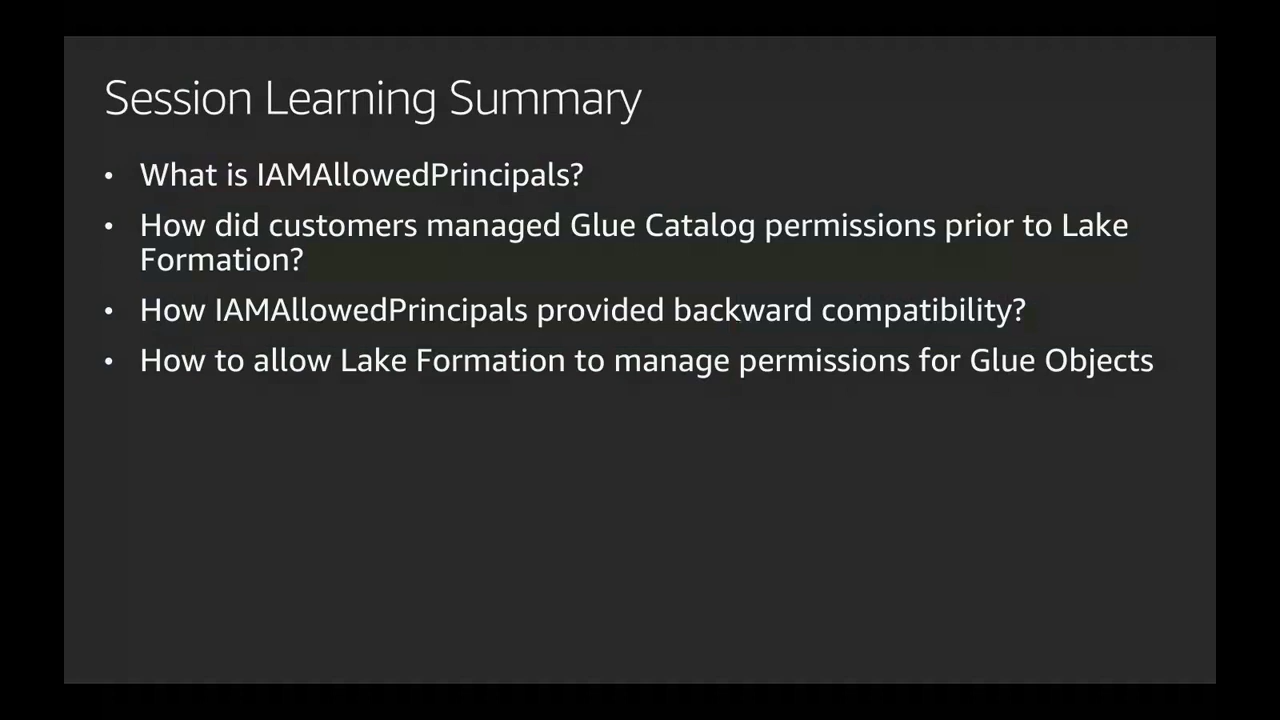 Session Learning Summary
• What is IAMAllowedPrincipals?
• How did customers managed Glue Catalog permissions prior to Lake
Formation?
• How IAMAllowedPrincipals provided backward compatibility?
• How to allow Lake Formation to manage permissions for Glue Objects